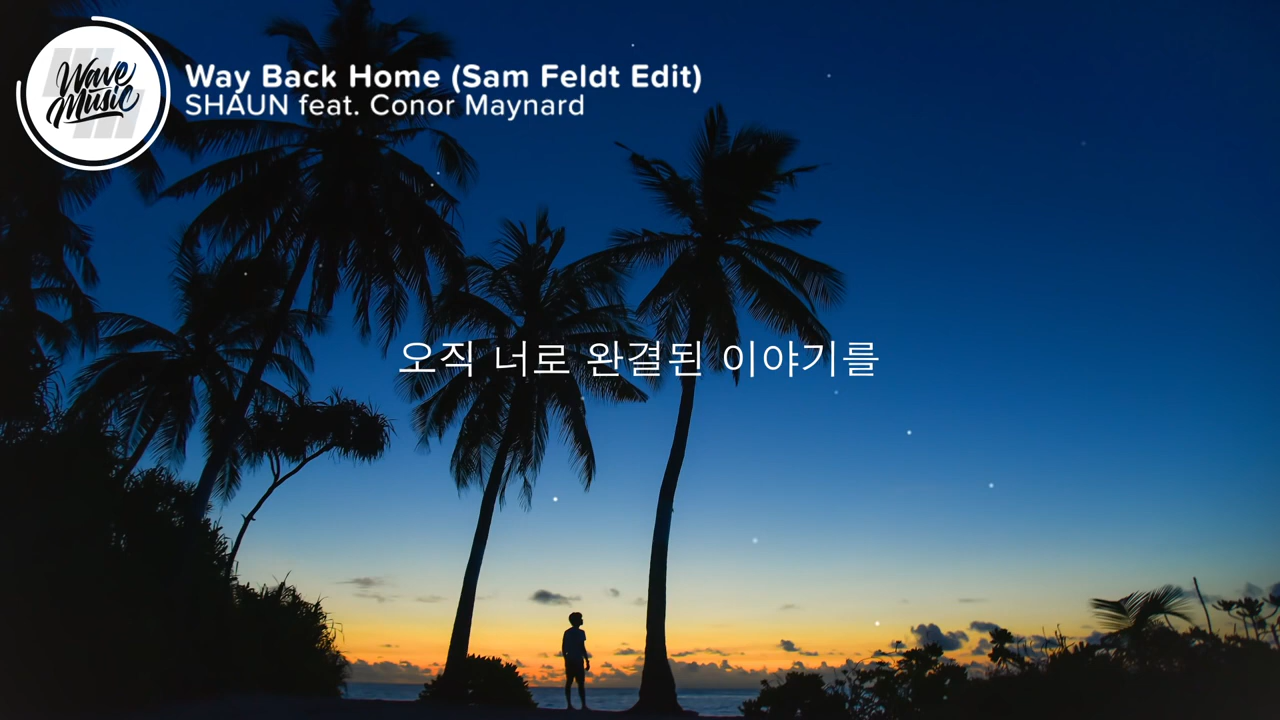 Wave
Music
Way Back Home (Sam Feldt Edit)
SHAUN feat. Conor Maynard
오직 너로 완결된 이야기를